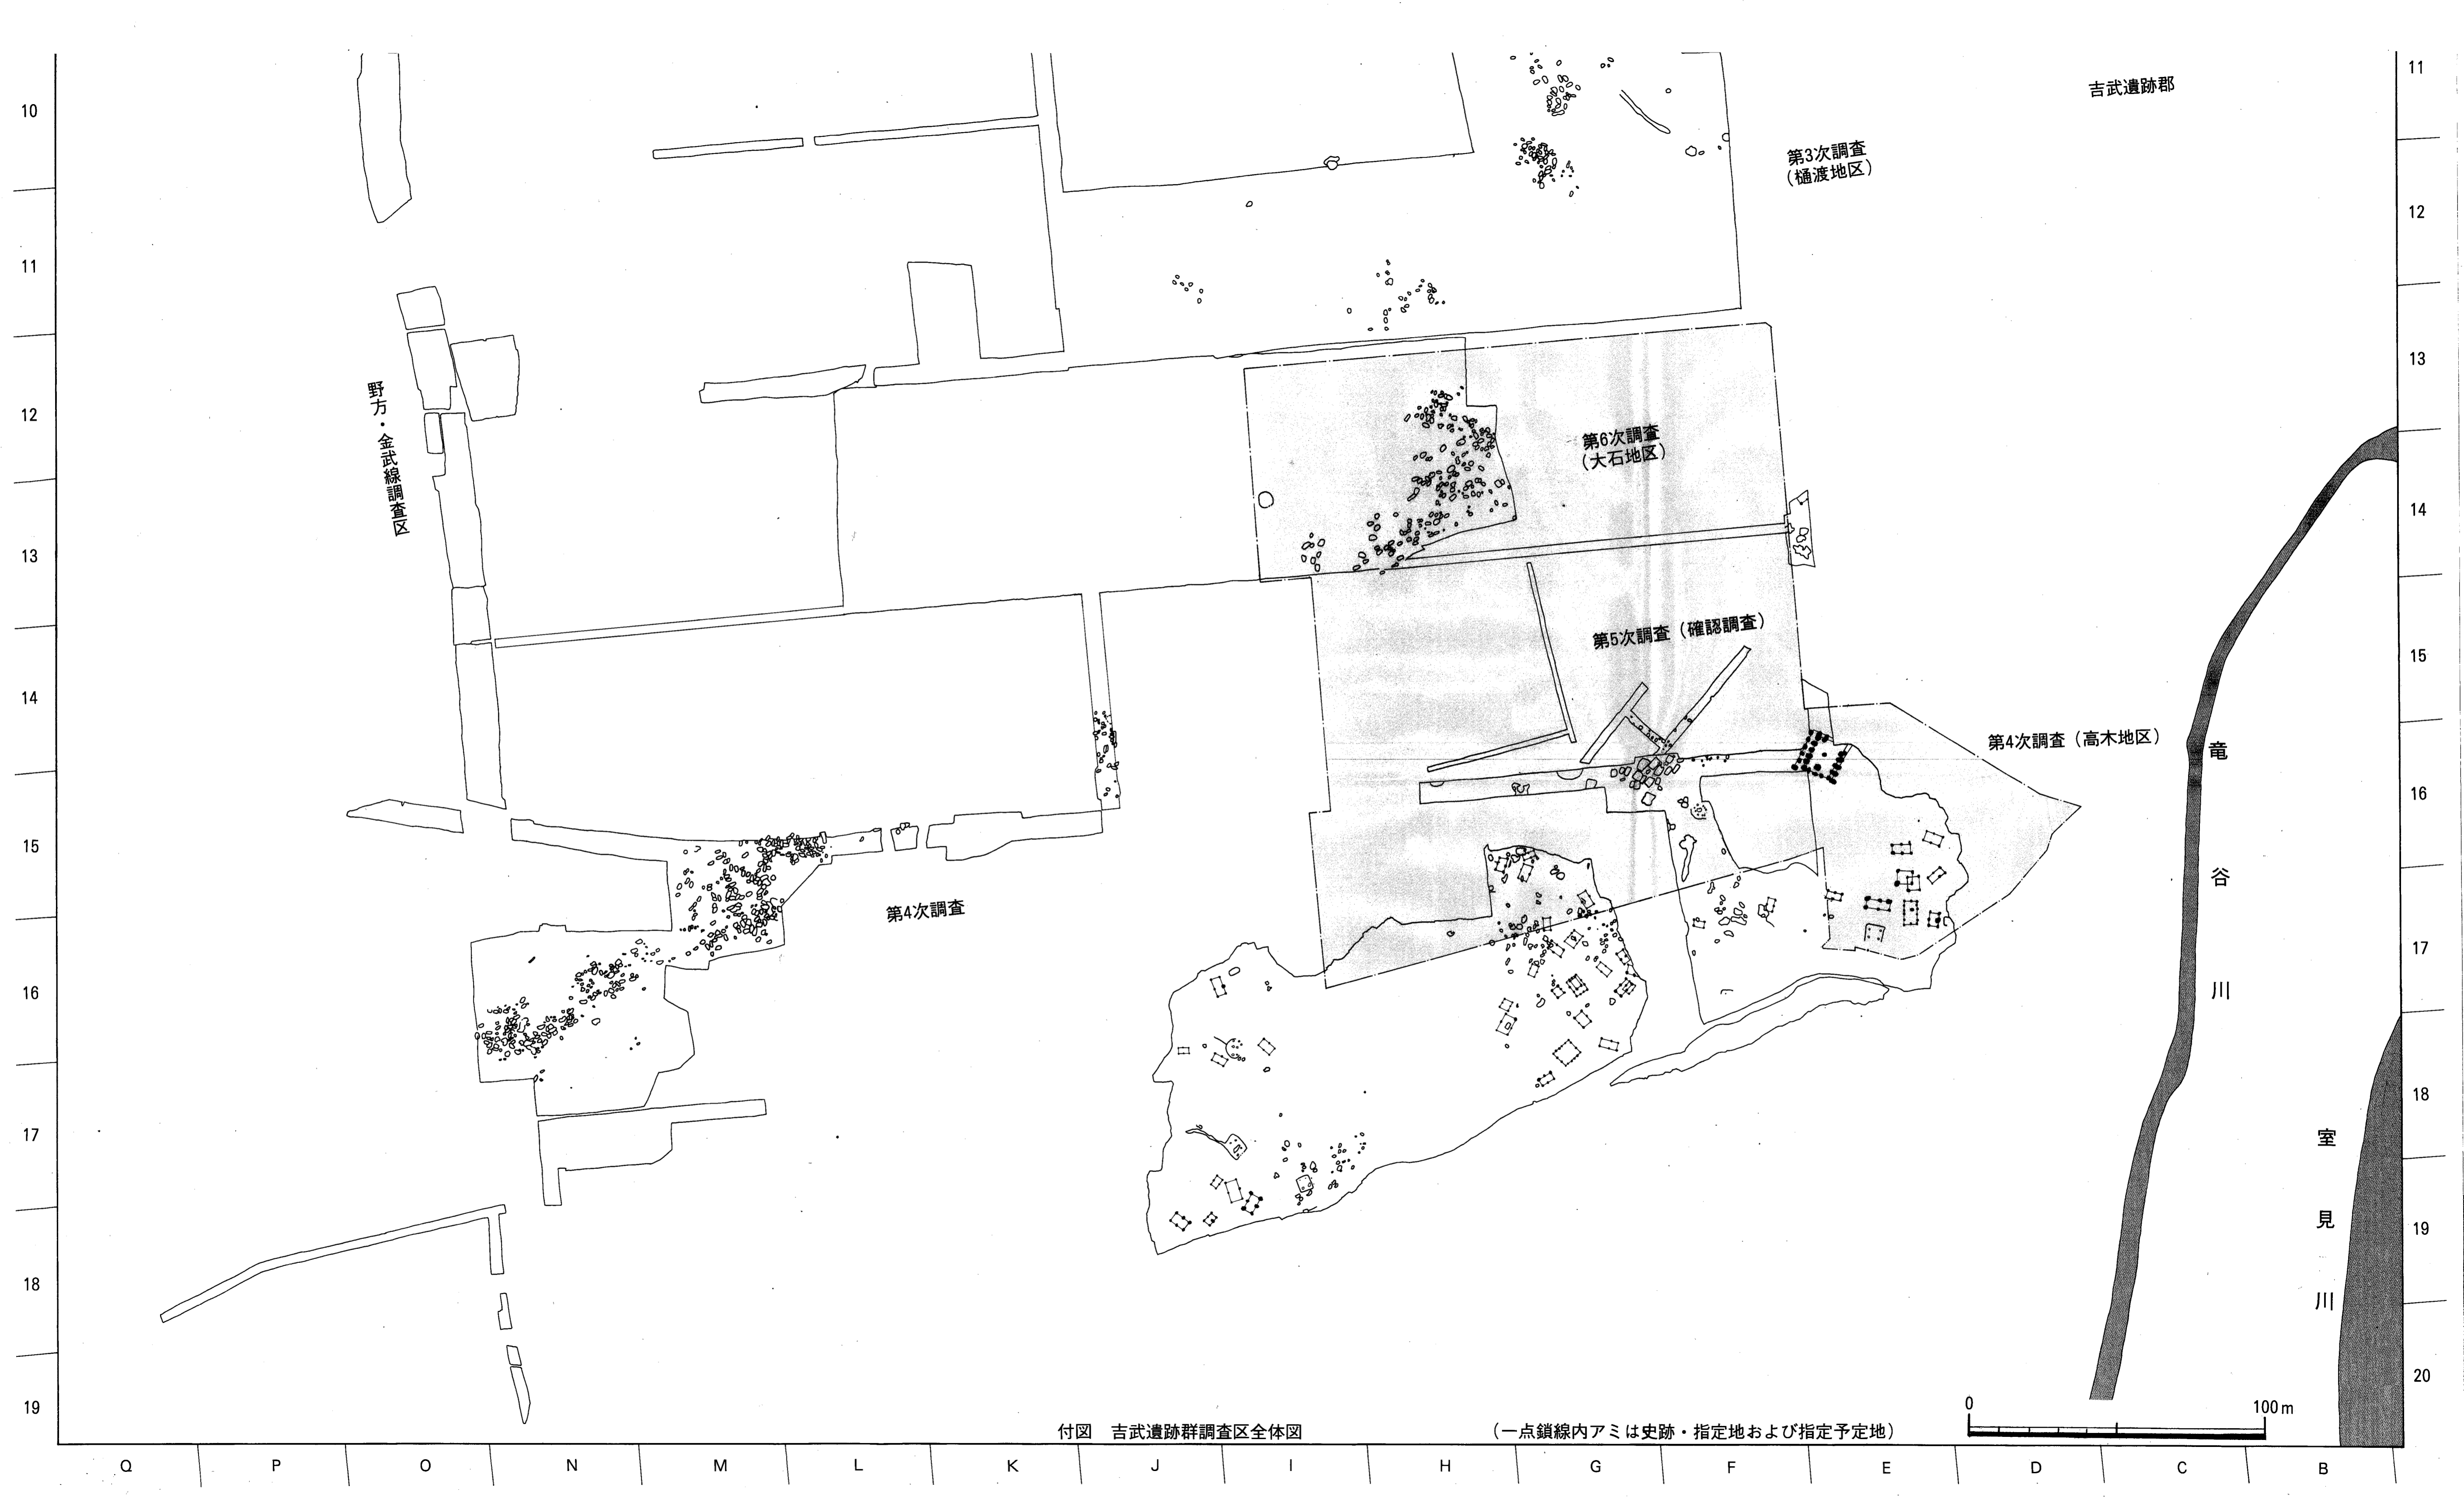 吉武遺跡郡
第3次調査
(樋渡地区)
野方・金武線調査区
第6次調査
(大石地区)
第5次調査(確認調査)
第4次調査(高木地区)
第4次調査
竜谷川
室見川
10
11
12
13
14
15
16
17
18
19
11
12
13
14
15
16
17
18
19
20
0 100m
付図 吉武遺跡群調査区全体図 (一点鎖線内アミは史跡・指定地および指定予定地)
Q P O N M L K J I H G F E D C B